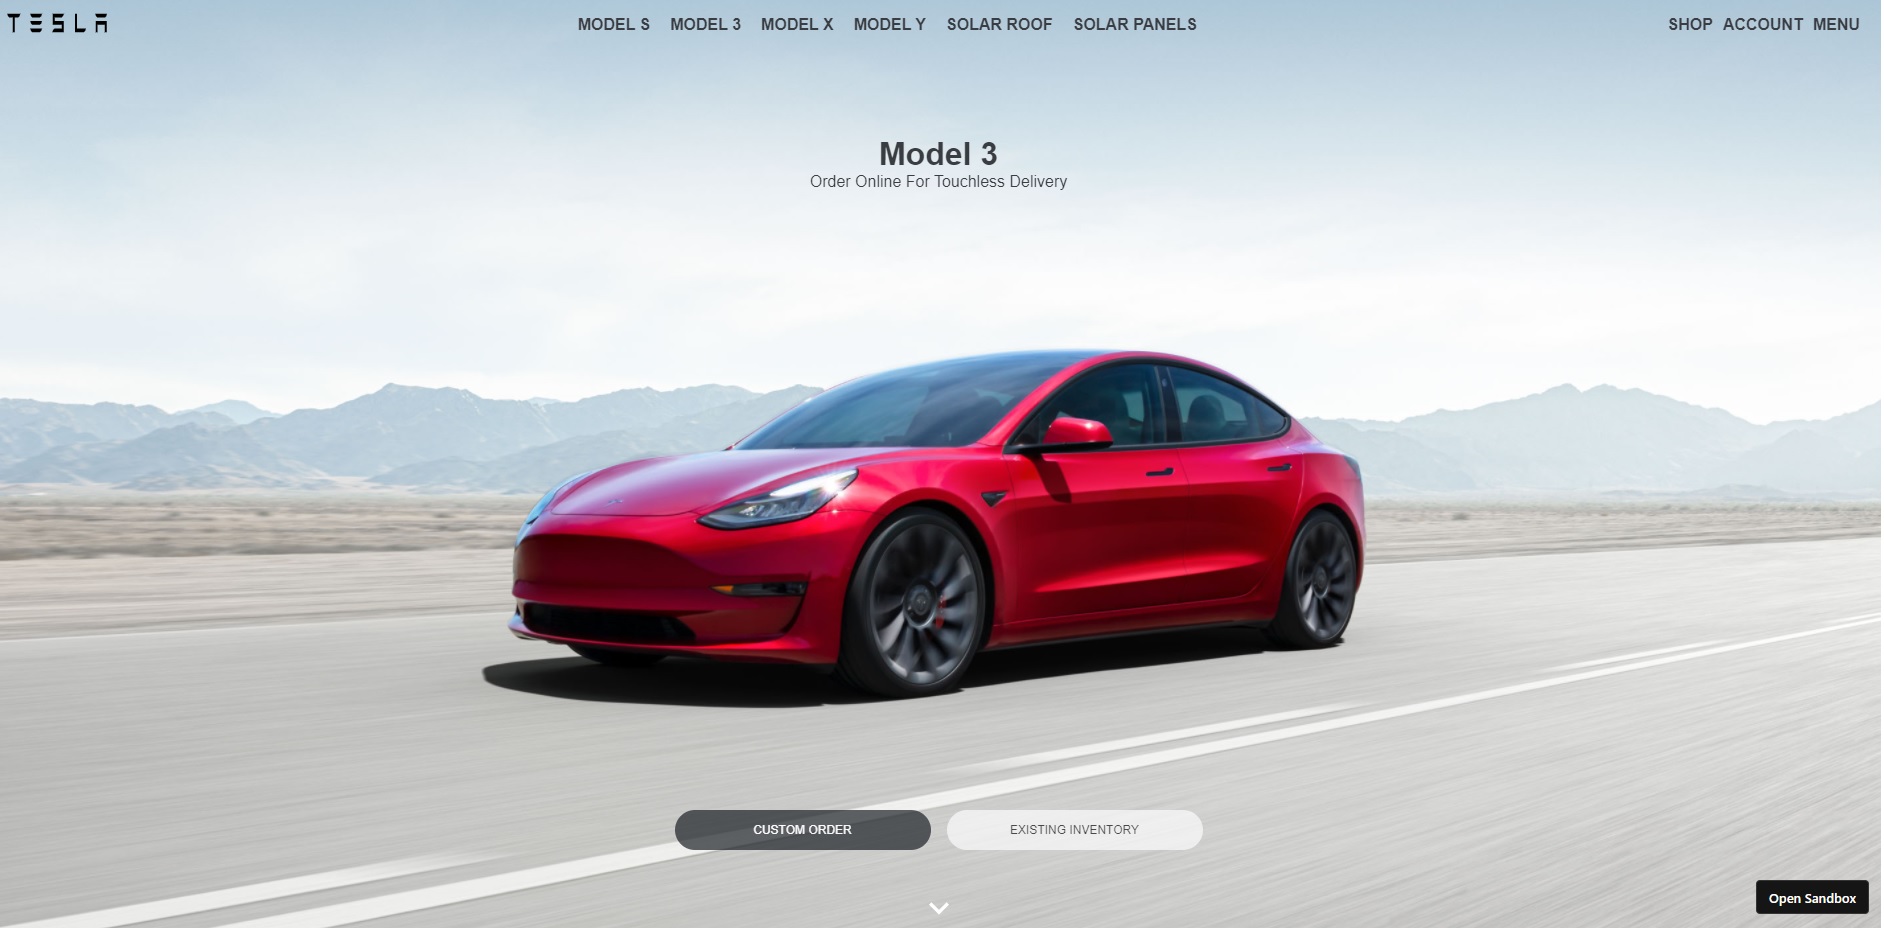 TESLA MODEL S MODEL 3 MODEL X MODEL Y SOLAR ROOF SOLAR PANELS SHOP ACCOUNT MENU
Model 3
Order Online For Touchless Delivery
CUSTOM ORDER EXISTING INVENTORY
Open Sandbox